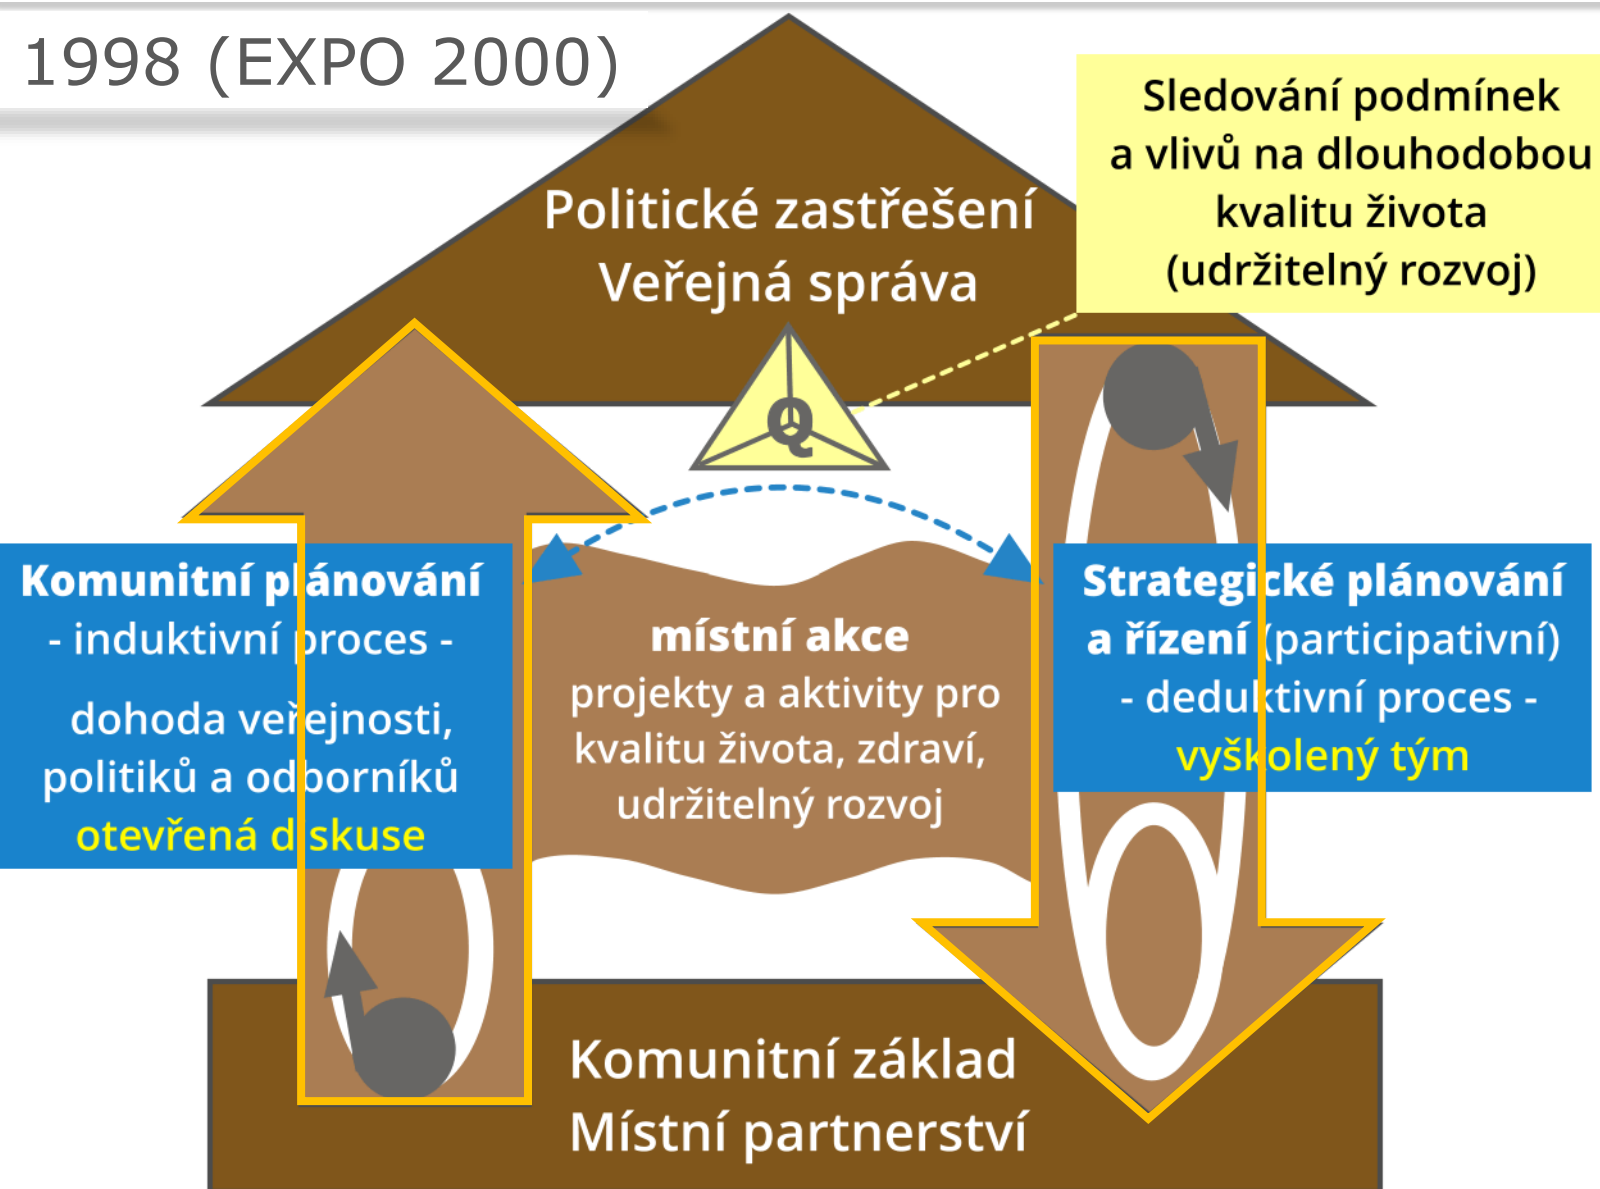 1998 (EXPO 2000)
Sledování podmínek
a vlivů na dlouhodobou
kvalitu života
(udržitelný rozvoj)
Politické zastřešení
Veřejná správa
Q
Komunitní plánování
- induktivní proces -
dohoda veřejnosti,
politiků a odborníků
otevřená diskuse
místní akce
projekty a aktivity pro
kvalitu života, zdraví,
udržitelný rozvoj
Strategické plánování
a řízení (participativní)
- deduktivní proces -
vyškolený tým
Komunitní základ
Místní partnerství